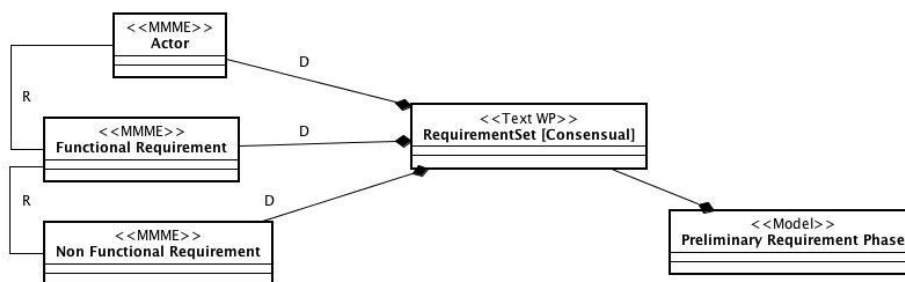 <<MMME>>
Actor
D
R
<<MMME>>
Functional Requirement
D
<<Text WP>>
RequirementSet [Consensual]
R
D
<<MMME>>
Non Functional Requirement
<<Model>>
Preliminary Requirement Phase